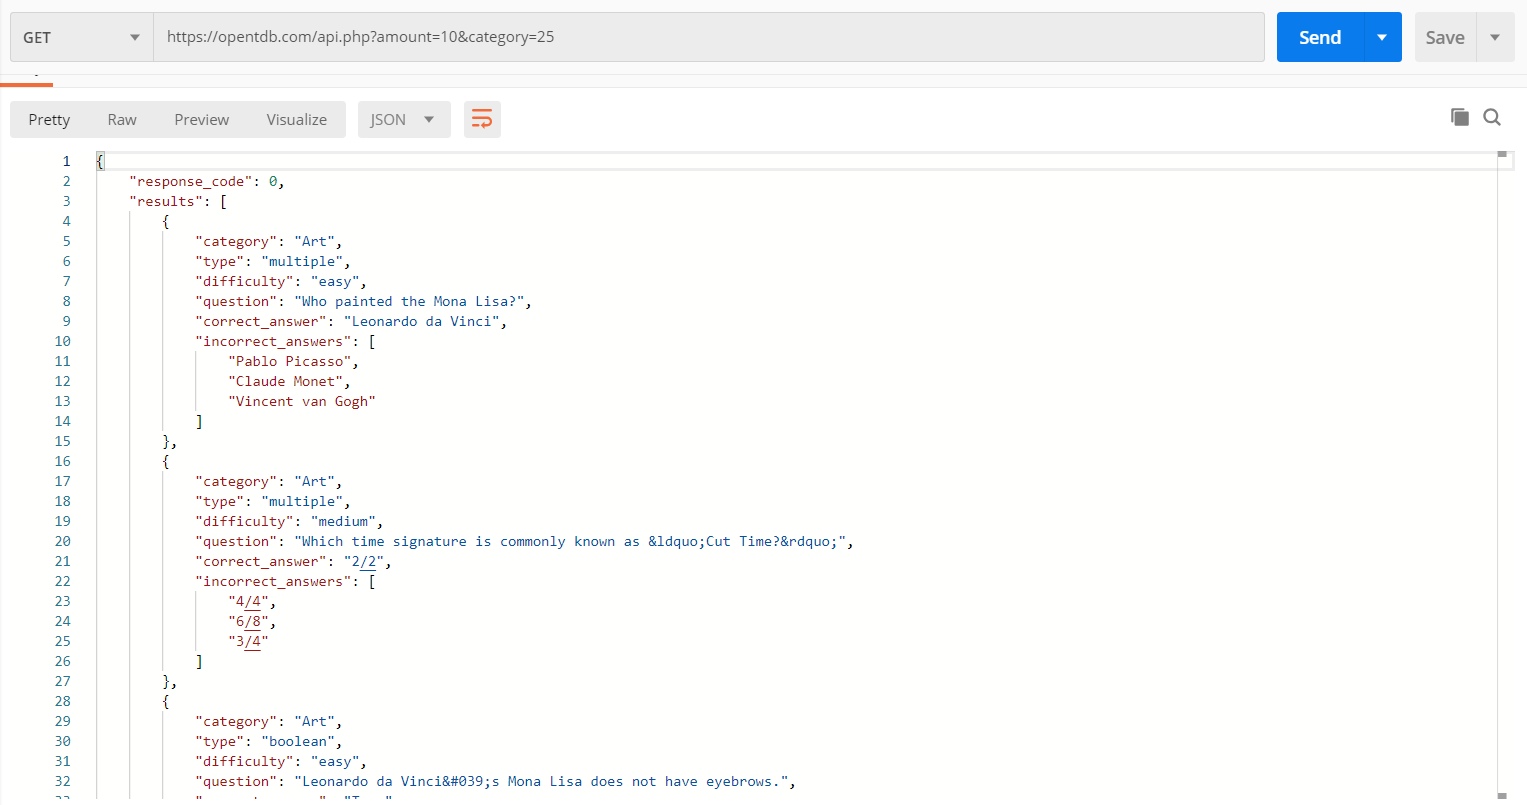 GET https://opentdb.com/api.php?amount=10&category=25 Send Save
Pretty Raw Preview Visualize JSON
1 {
2 "response_code": 0,
3 "results": [
4 {
5 "category": "Art",
6 "type": "multiple",
7 "difficulty": "easy",
8 "question": "Who painted the Mona Lisa?",
9 "correct_answer": "Leonardo da Vinci",
10 "incorrect_answers": [
11 "Pablo Picasso",
12 "Claude Monet",
13 "Vincent van Gogh"
14 ]
15 },
16 {
17 "category": "Art",
18 "type": "multiple",
19 "difficulty": "medium",
20 "question": "Which time signature is commonly known as &ldquo;Cut Time?&rdquo;",
21 "correct_answer": "2/2",
22 "incorrect_answers": [
23 "4/4",
24 "6/8",
25 "3/4"
26 ]
27 },
28 {
29 "category": "Art",
30 "type": "boolean",
31 "difficulty": "easy",
32 "question": "Leonardo da Vinci&#039;s Mona Lisa does not have eyebrows.",